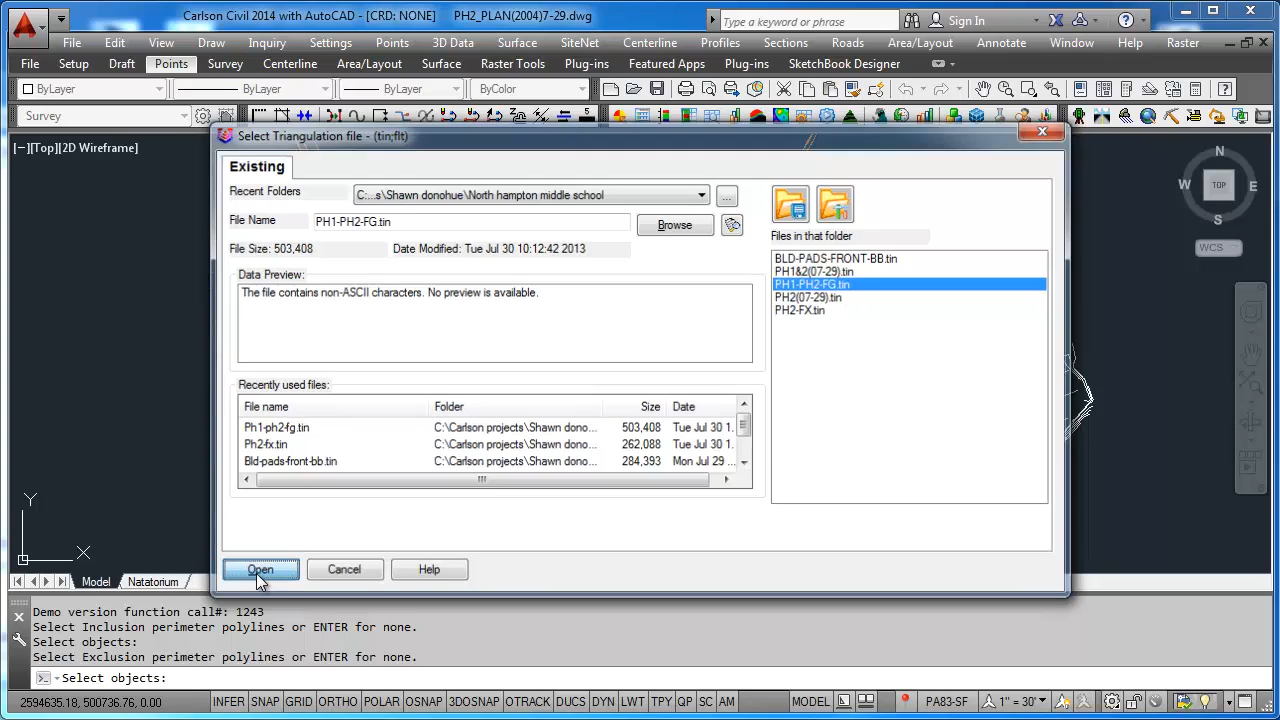 Carlson Civil 2014 with AutoCAD - [CRD: NONE] PH2_PLAN(2004)7-29.dwg
Type a keyword or phrase
Sign In
File Edit View Draw Inquiry Settings Points 3D Data Surface SiteNet Centerline Profiles Sections Roads Area/Layout Annotate Window Help Raster
File Setup Draft Points Survey Centerline Area/Layout Surface Raster Tools Plug-ins Featured Apps Plug-ins SketchBook Designer
ByLayer ByLayer ByLayer ByColor
Survey
[−][Top][2D Wireframe]
Select Triangulation file - (tin;flt)
Existing
Recent Folders C:...s\Shawn donohue\North hampton middle school ...
File Name PH1-PH2-FG.tin Browse
File Size: 503,408 Date Modified: Tue Jul 30 10:12:42 2013
Data Preview:
The file contains non-ASCII characters. No preview is available.
Recently used files:
File name Folder Size Date
Ph1-ph2-fg.tin C:\Carlson projects\Shawn dono... 503,408 Tue Jul 30 1.
Ph2-fx.tin C:\Carlson projects\Shawn dono... 262,088 Tue Jul 30 1.
Bld-pads-front-bb.tin C:\Carlson projects\Shawn dono... 284,393 Mon Jul 29 ...
Files in that folder
BLD-PADS-FRONT-BB.tin
PH1&2(07-29).tin
PH1-PH2-FG.tin
PH2(07-29).tin
PH2-FX.tin
Open Cancel Help
N
W TOP E
S
WCS
Y
X
Model Natatorium
Demo version function call#: 1243
Select Inclusion perimeter polylines or ENTER for none.
Select objects:
Select Exclusion perimeter polylines or ENTER for none.
Select objects:
2594635.18, 500736.76, 0.00 INFER SNAP GRID ORTHO POLAR OSNAP 3DOSNAP OTRACK DUCS DYN LWT TPY QP SC AM MODEL PA83-SF 1" = 30'